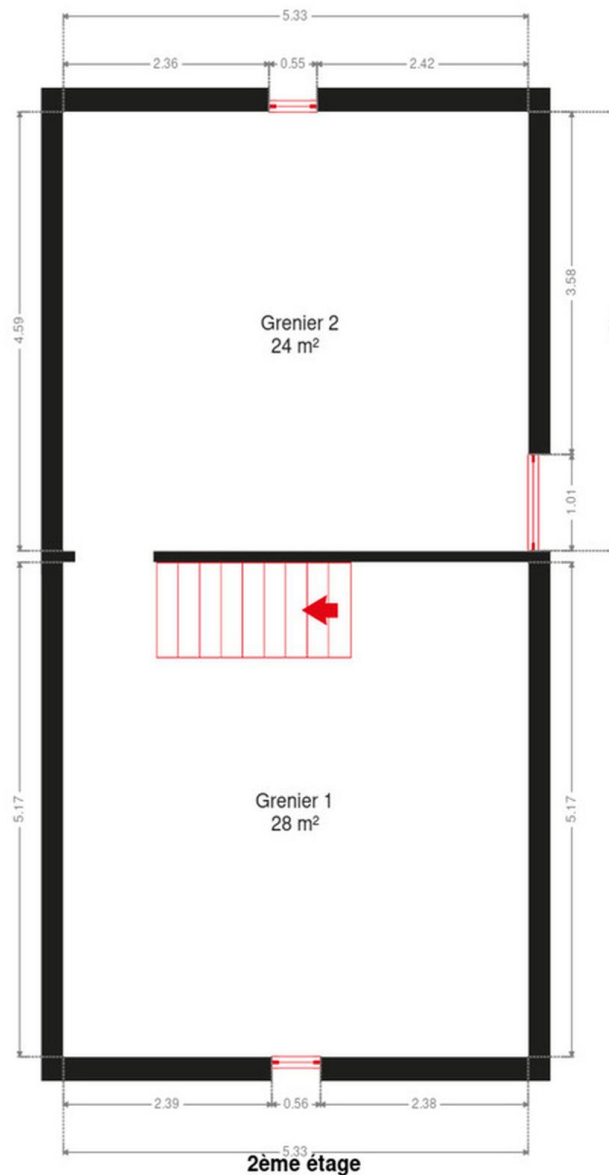 5.33
2.36
0.55
2.42
4.59
3.58
Grenier 2
24 m²
1.01
5.17
5.17
Grenier 1
28 m²
2.39
0.56
2.38
5.33
2ème étage